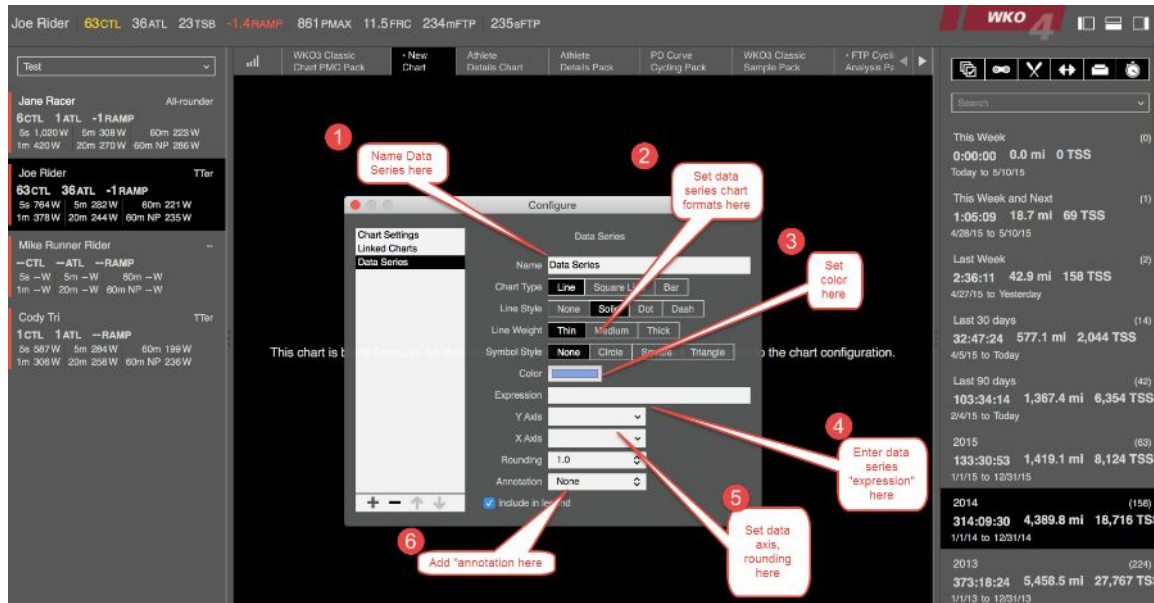 Joe Rider 63CTL 36ATL 23TSB -1.4RAMP 861PMAX 11.5FRC 234mFTP 235sFTP
WKO 4
Test
Jane Racer All-rounder
6CTL 1ATL -1RAMP
5s 1,020W 5m 308W 60m 223W
1m 420W 20m 270W 60m NP 286W
Joe Rider TTer
63CTL 36ATL -1RAMP
5s 764W 5m 282W 60m 221W
1m 378W 20m 244W 60m NP 235W
Mike Runner Rider --
--CTL --ATL --RAMP
5s --W 5m --W 60m --W
1m --W 20m --W 60m NP --W
Cody Tri TTer
1CTL 1ATL --RAMP
5s 587W 5m 284W 60m 199W
1m 306W 20m 258W 60m NP 236W
WKO3 Classic
Chart PMC Pack
• New
Chart
Athlete
Details Chart
Athlete
Details Pack
PD Curve
Cycling Pack
WKO3 Classic
Sample Pack
• FTP Cycli
Analysis Pa
1
Name Data
Series here
2
Set data
series chart
formats here
3
Set
color
here
Configure
Chart Settings
Linked Charts
Data Series
Data Series
Name Data Series
Chart Type Line Square Li Bar
Line Style None Solid Dot Dash
Line Weight Thin Medium Thick
Symbol Style None Circle Square Triangle
This chart is b to the chart configuration.
Color
Expression
Y Axis
X Axis
Rounding 1.0
Annotation None
Include in legend
4
Enter data
series
"expression"
here
5
Set data
axis,
rounding
here
6
Add "annotation here
Search
This Week (0)
0:00:00 0.0 mi 0 TSS
Today to 5/10/15
This Week and Next (1)
1:05:09 18.7 mi 69 TSS
4/28/15 to 5/10/15
Last Week (2)
2:36:11 42.9 mi 158 TSS
4/27/15 to Yesterday
Last 30 days (14)
32:47:24 577.1 mi 2,044 TSS
4/5/15 to Today
Last 90 days (42)
103:34:14 1,367.4 mi 6,354 TSS
2/4/15 to Today
2015 (63)
133:30:53 1,419.1 mi 8,124 TSS
1/1/15 to 12/31/15
2014 (156)
314:09:30 4,389.8 mi 18,716 TS
1/1/14 to 12/31/14
2013 (224)
373:18:24 5,458.5 mi 27,767 TS
1/1/13 to 12/31/13